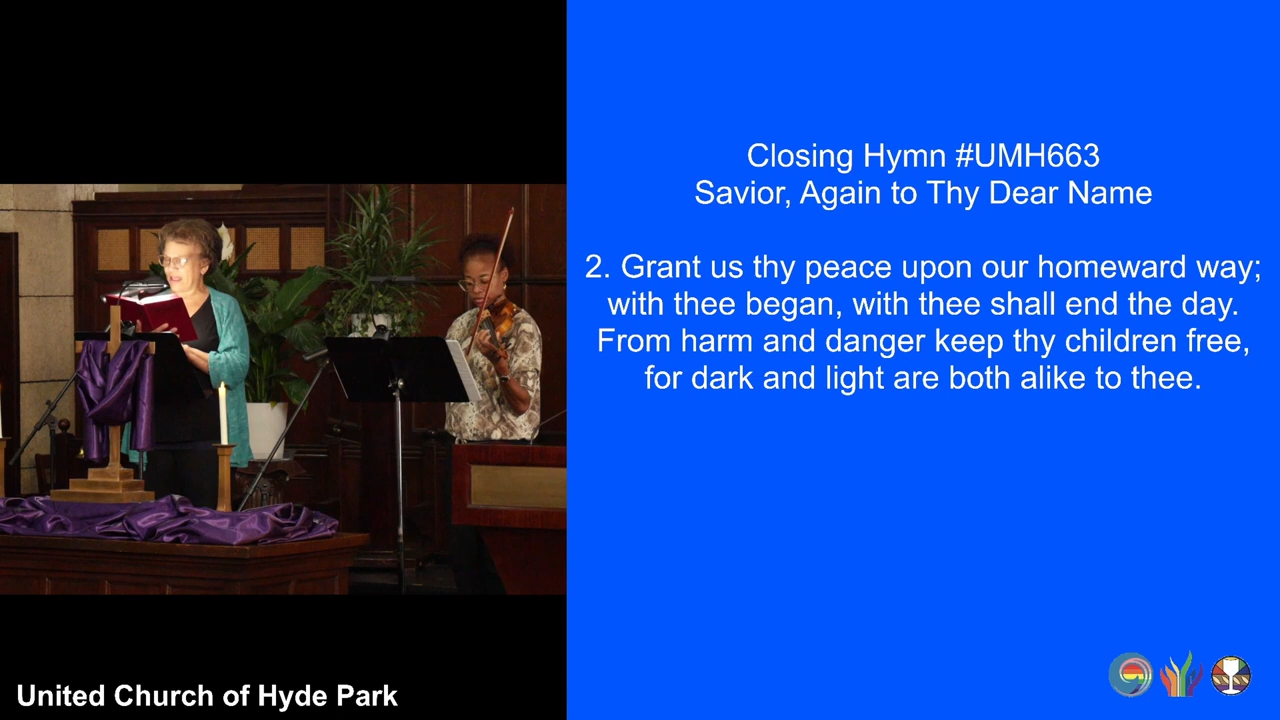 Closing Hymn #UMH663
Savior, Again to Thy Dear Name
2. Grant us thy peace upon our homeward way;
with thee began, with thee shall end the day.
From harm and danger keep thy children free,
for dark and light are both alike to thee.
United Church of Hyde Park